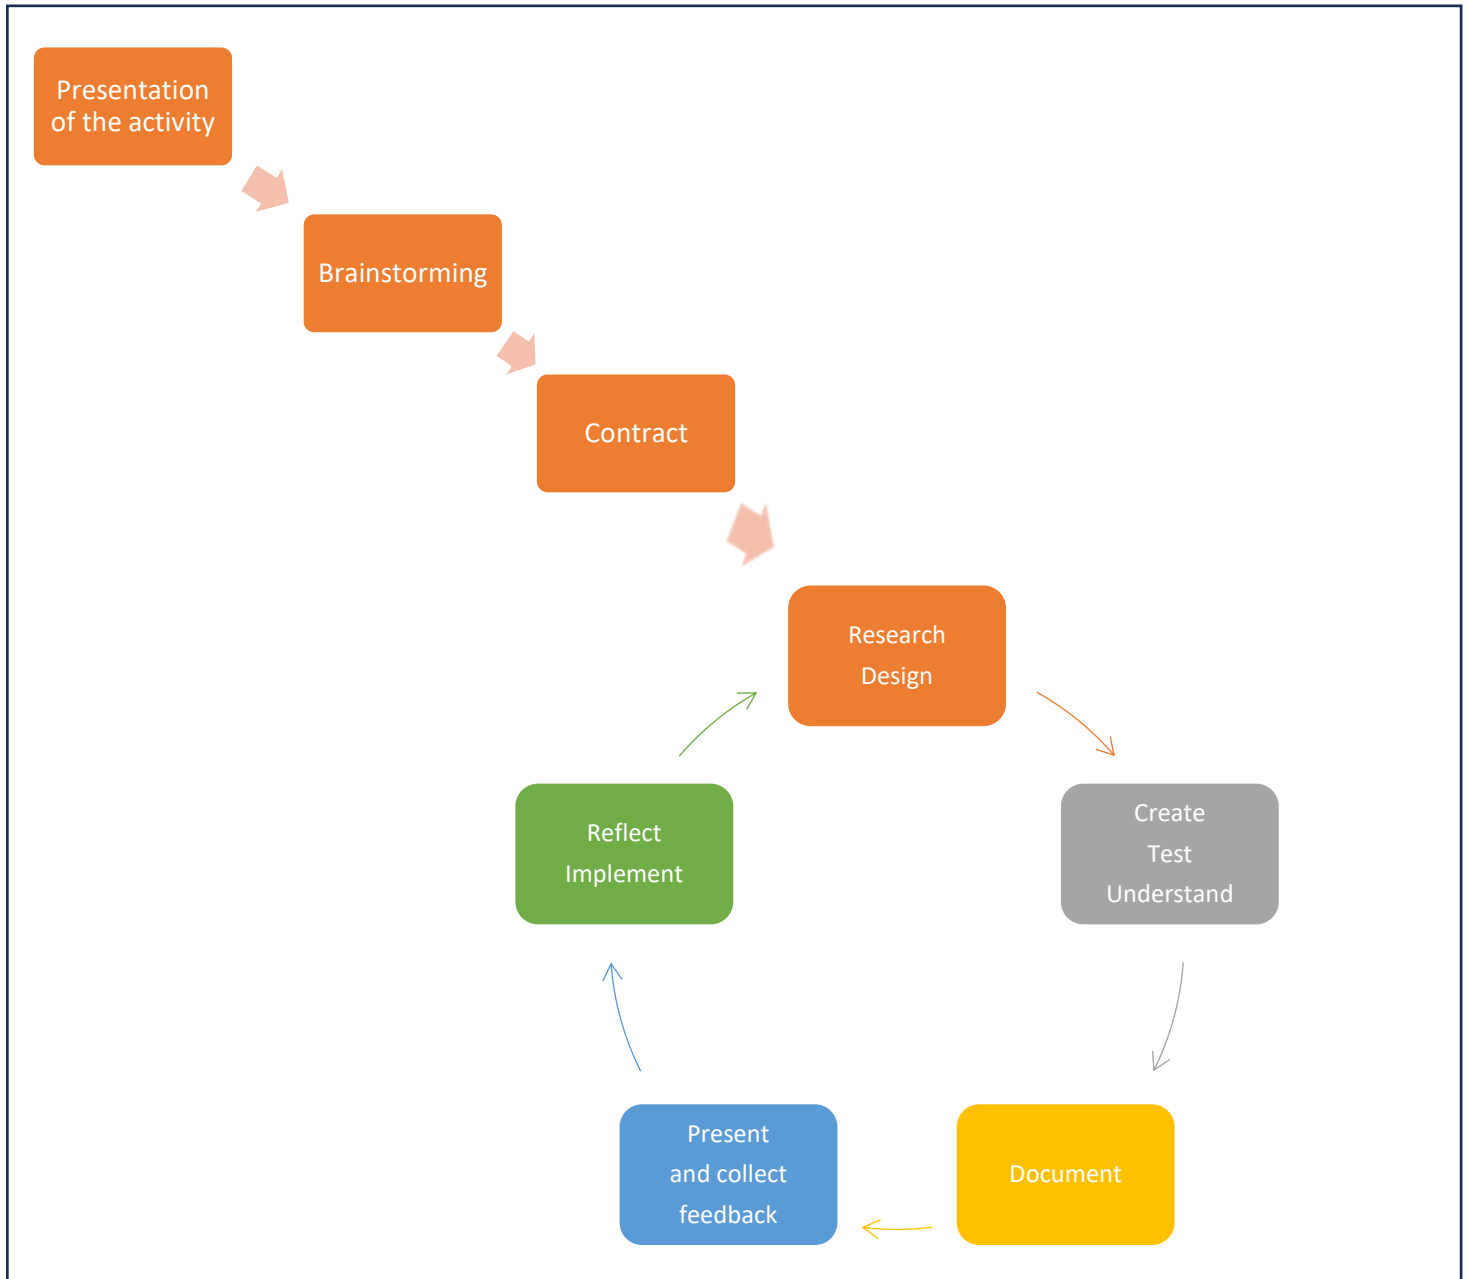 Presentation
of the activity
Brainstorming
Contract
Research
Design
Create
Test
Understand
Document
Present
and collect
feedback
Reflect
Implement